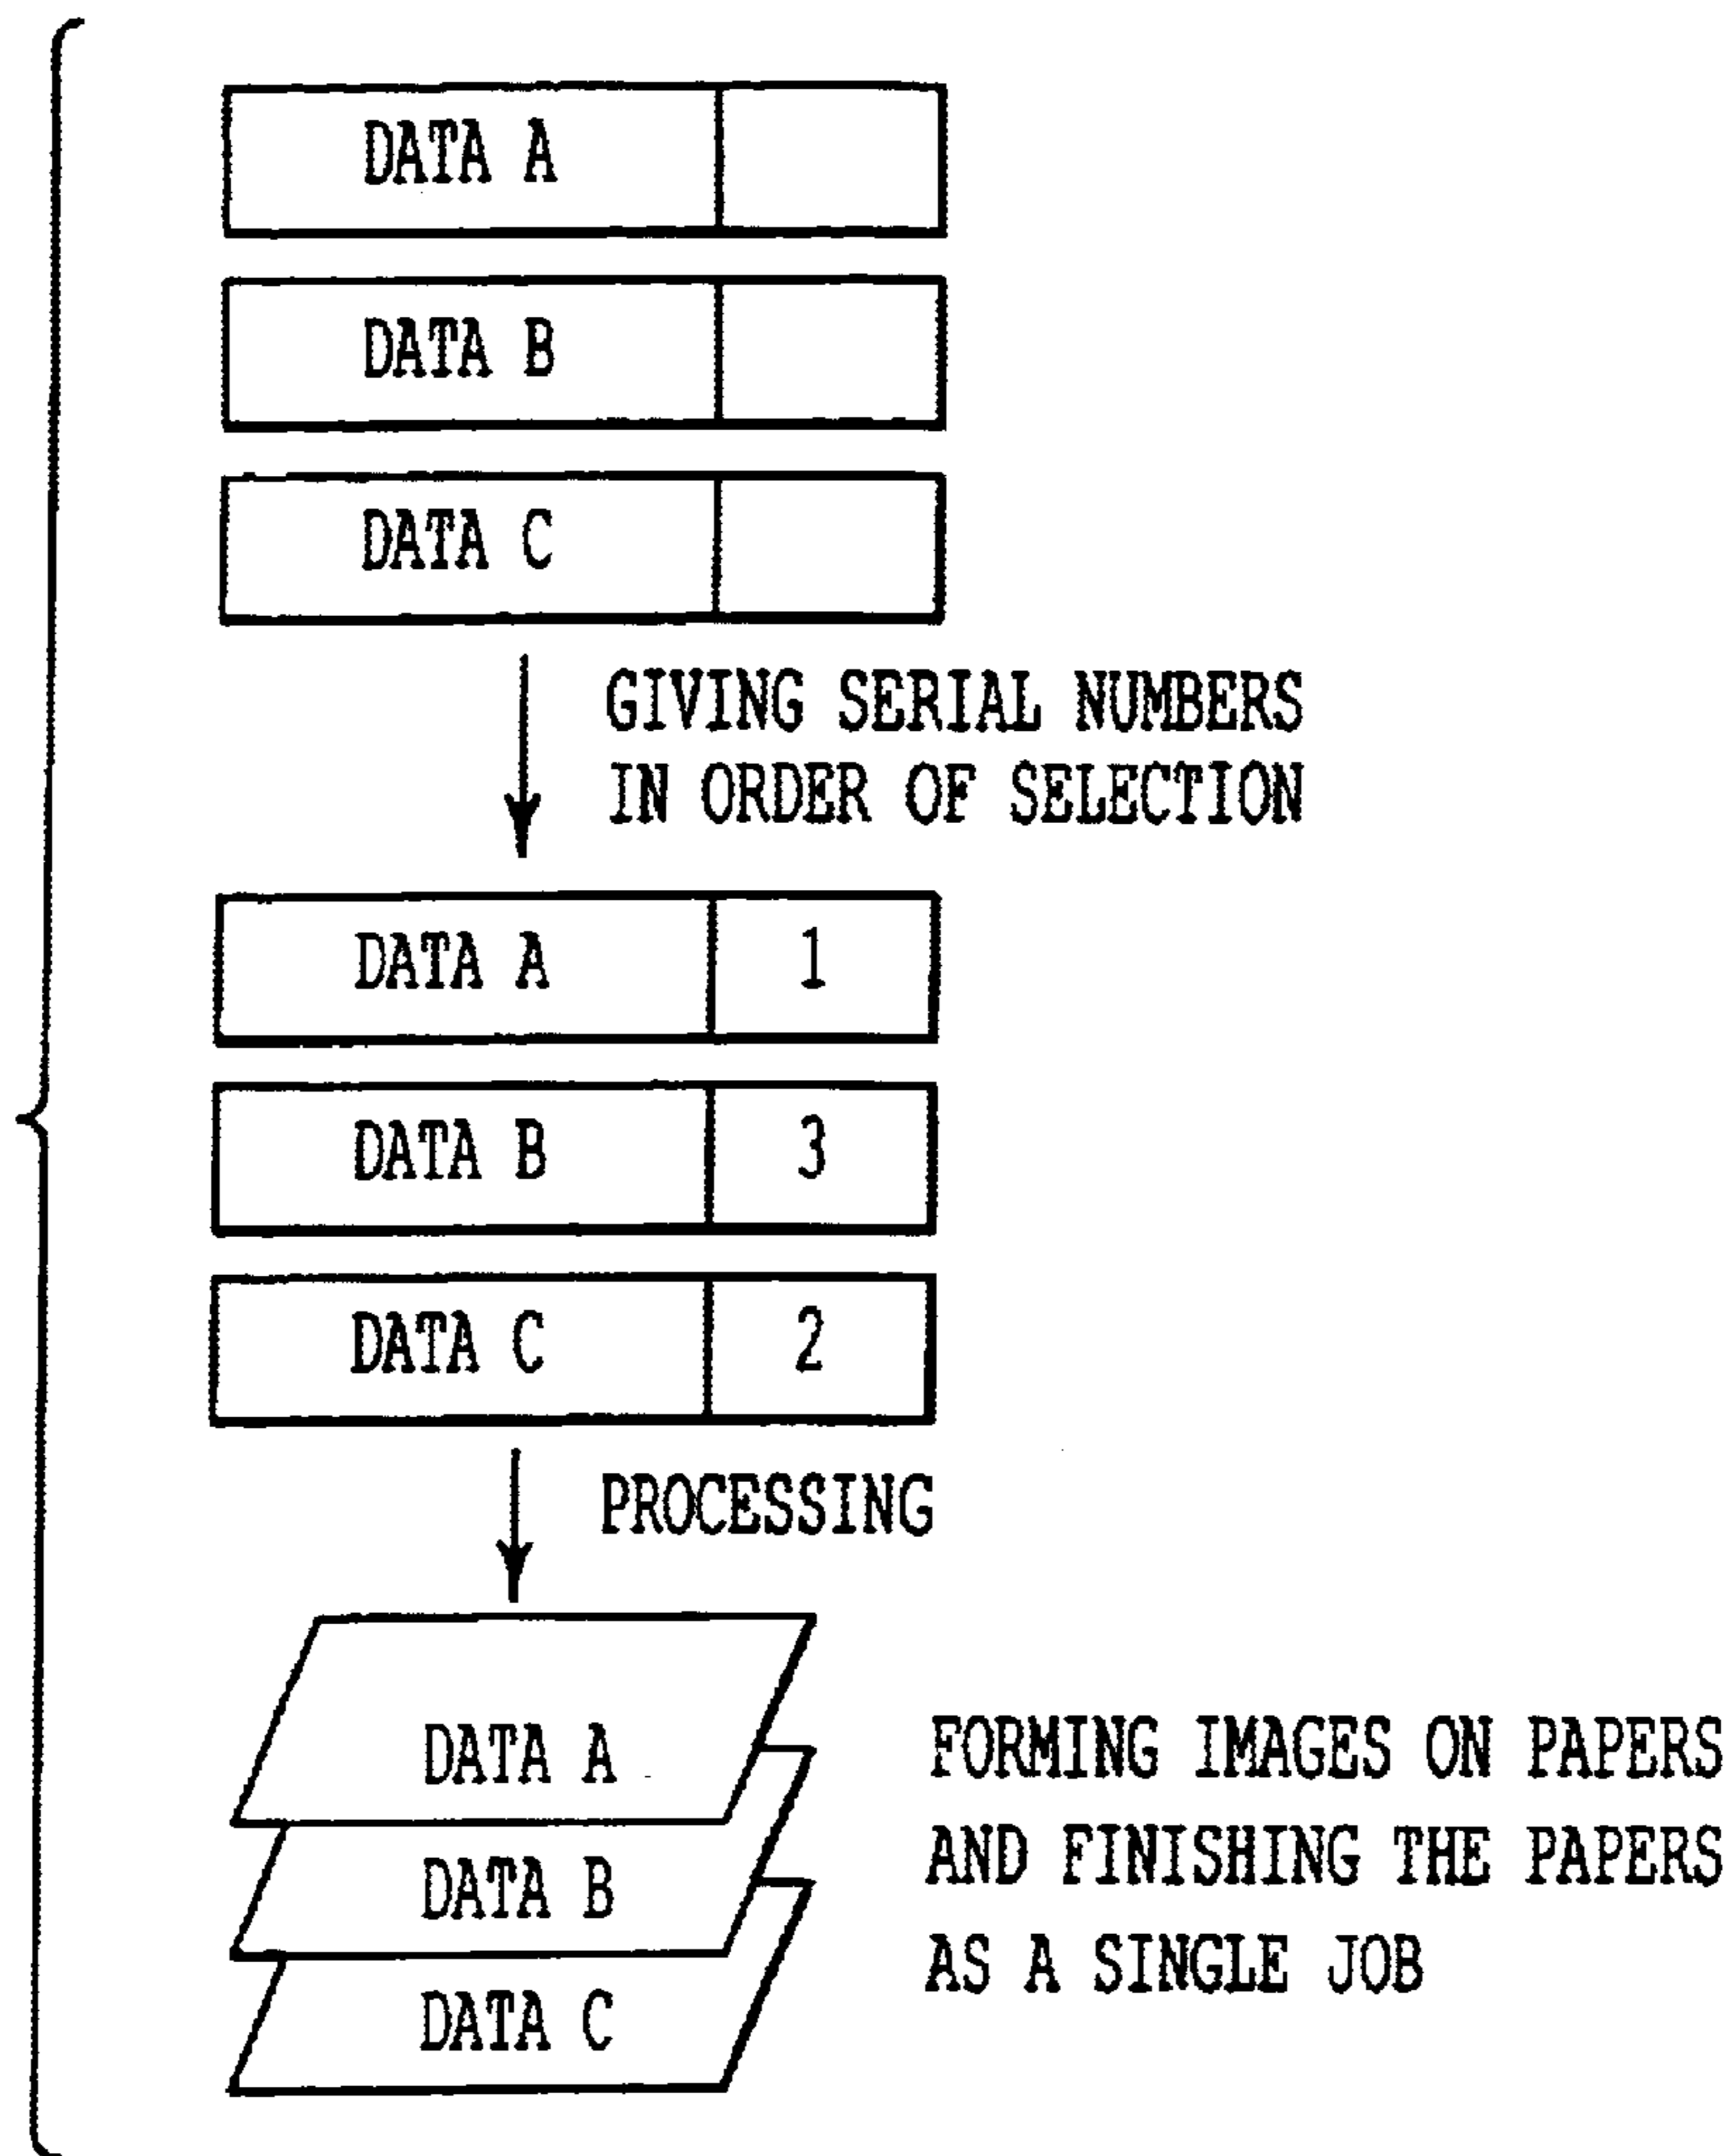 DATA A
DATA B
DATA C
GIVING SERIAL NUMBERS
IN ORDER OF SELECTION
DATA A 1
DATA B 3
DATA C 2
PROCESSING
DATA A
DATA B
DATA C
FORMING IMAGES ON PAPERS
AND FINISHING THE PAPERS
AS A SINGLE JOB